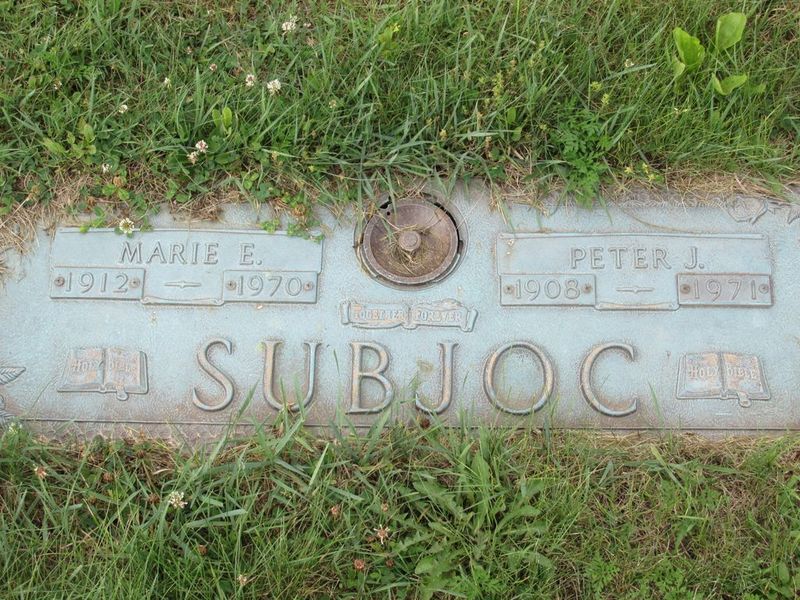 MARIE E.
1912 1970
PETER J.
1908 1971
TOGETHER FOREVER
HOLY BIBLE
SUBJOC
HOLY BIBLE